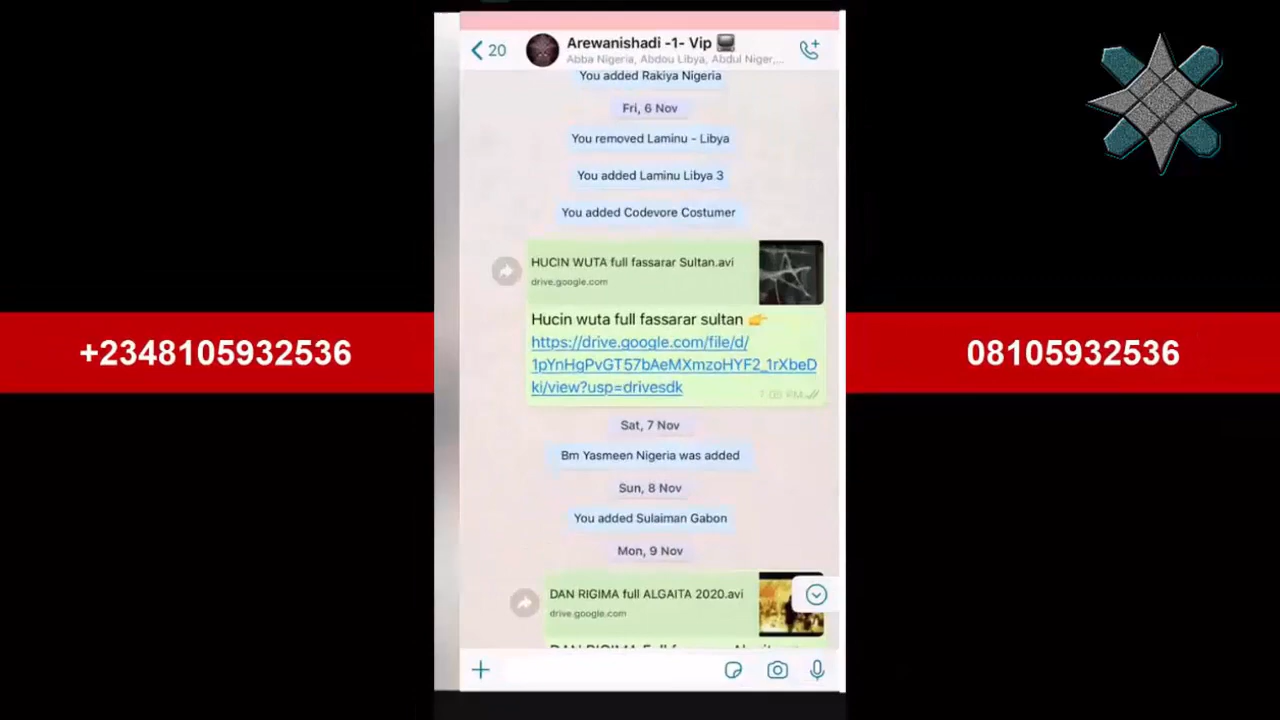 20
Arewanishadi -1- Vip
Abba Nigeria, Abdou Libya, Abdul Niger,...
You added Rakiya Nigeria
Fri, 6 Nov
You removed Laminu - Libya
You added Laminu Libya 3
You added Codevore Costumer
HUCIN WUTA full fassarar Sultan.avi
drive.google.com
Hucin wuta full fassarar sultan 👉
https://drive.google.com/file/d/
1pYnHgPvGT57bAeMXmzoHYF2_1rXbeD
ki/view?usp=drivesdk
+2348105932536
08105932536
Sat, 7 Nov
Bm Yasmeen Nigeria was added
Sun, 8 Nov
You added Sulaiman Gabon
Mon, 9 Nov
DAN RIGIMA full ALGAITA 2020.avi
drive.google.com